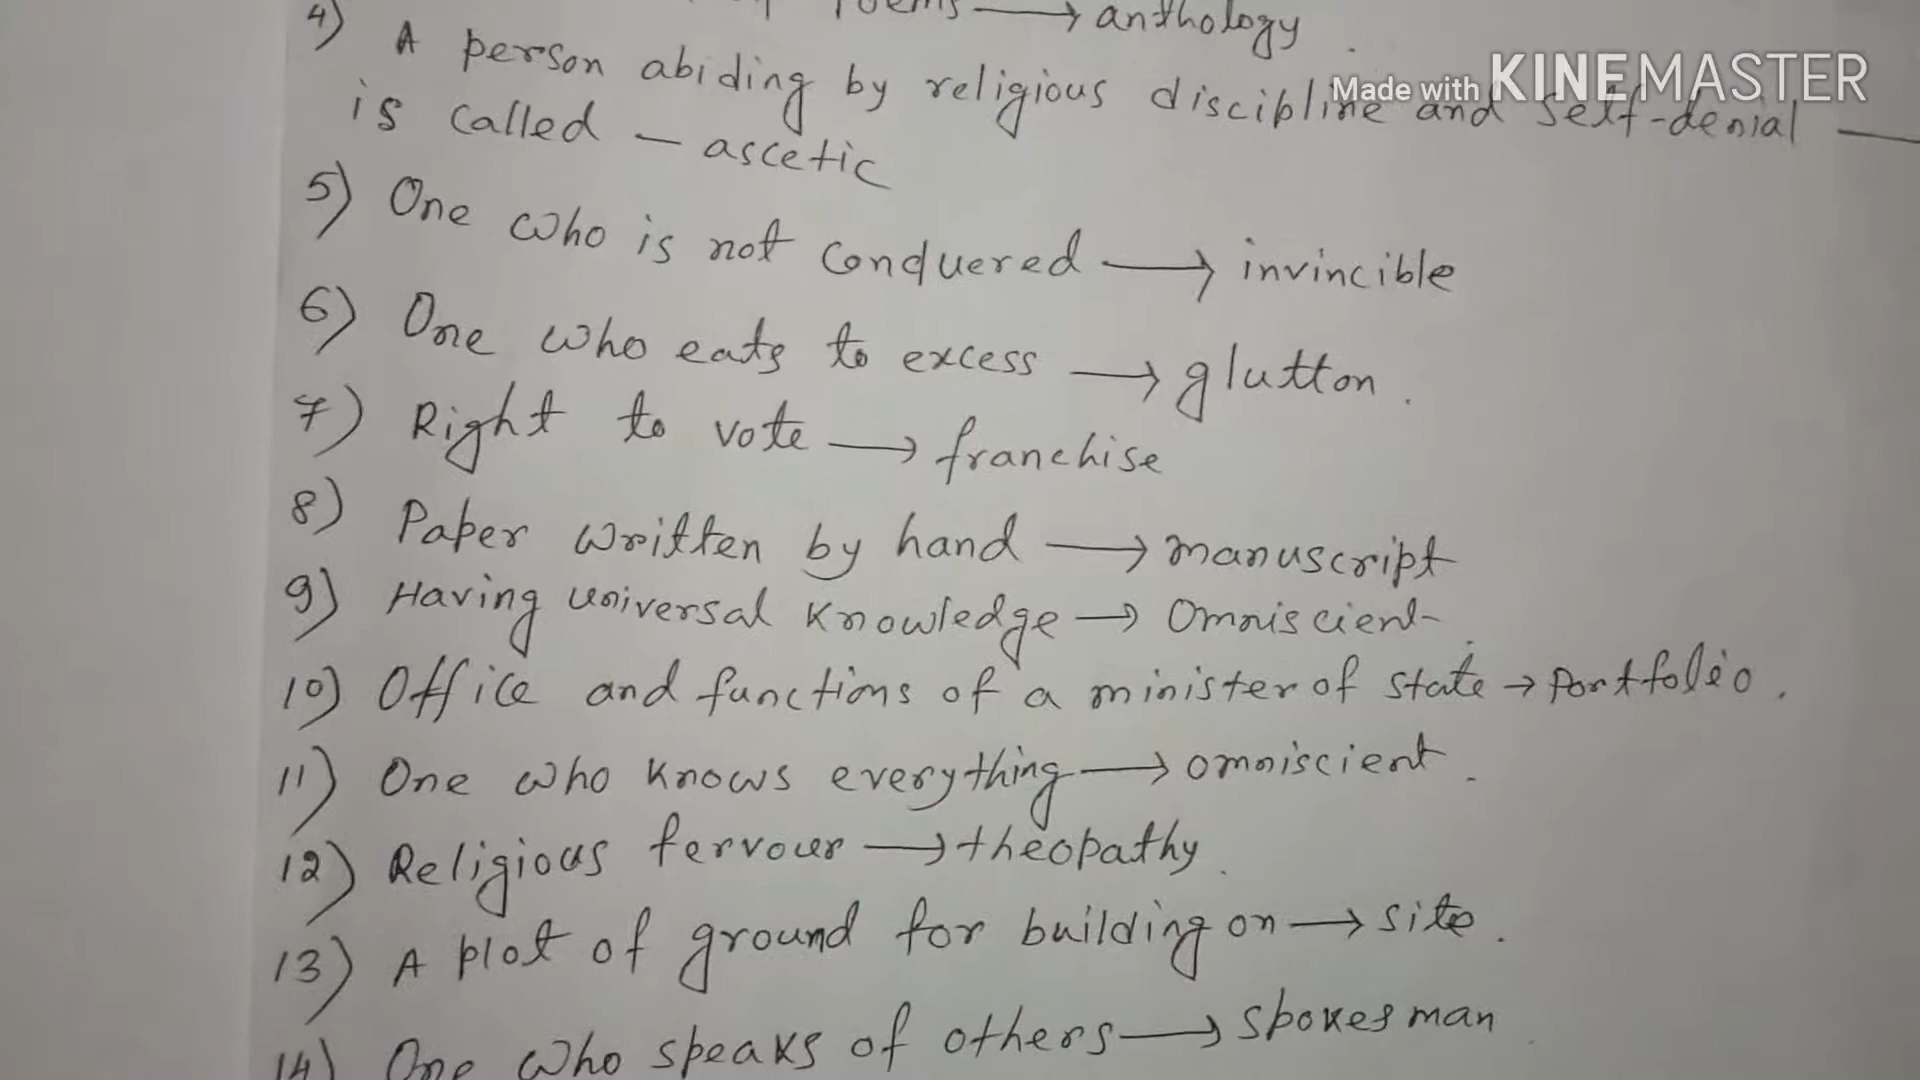 Poems → anthology.
4) A person abiding by religious discipline and self-denial —
is called — ascetic
5) One who is not conquered → invincible
6) One who eats to excess → glutton.
7) Right to vote → franchise
8) Paper written by hand → manuscript
9) Having universal knowledge → Omniscient
10) Office and functions of a minister of state → Portfolio.
11) One who knows everything → omniscient.
12) Religious fervour → theopathy.
13) A plot of ground for building on → site.
14) One who speaks of others → spokesman
Made with KINEMASTER